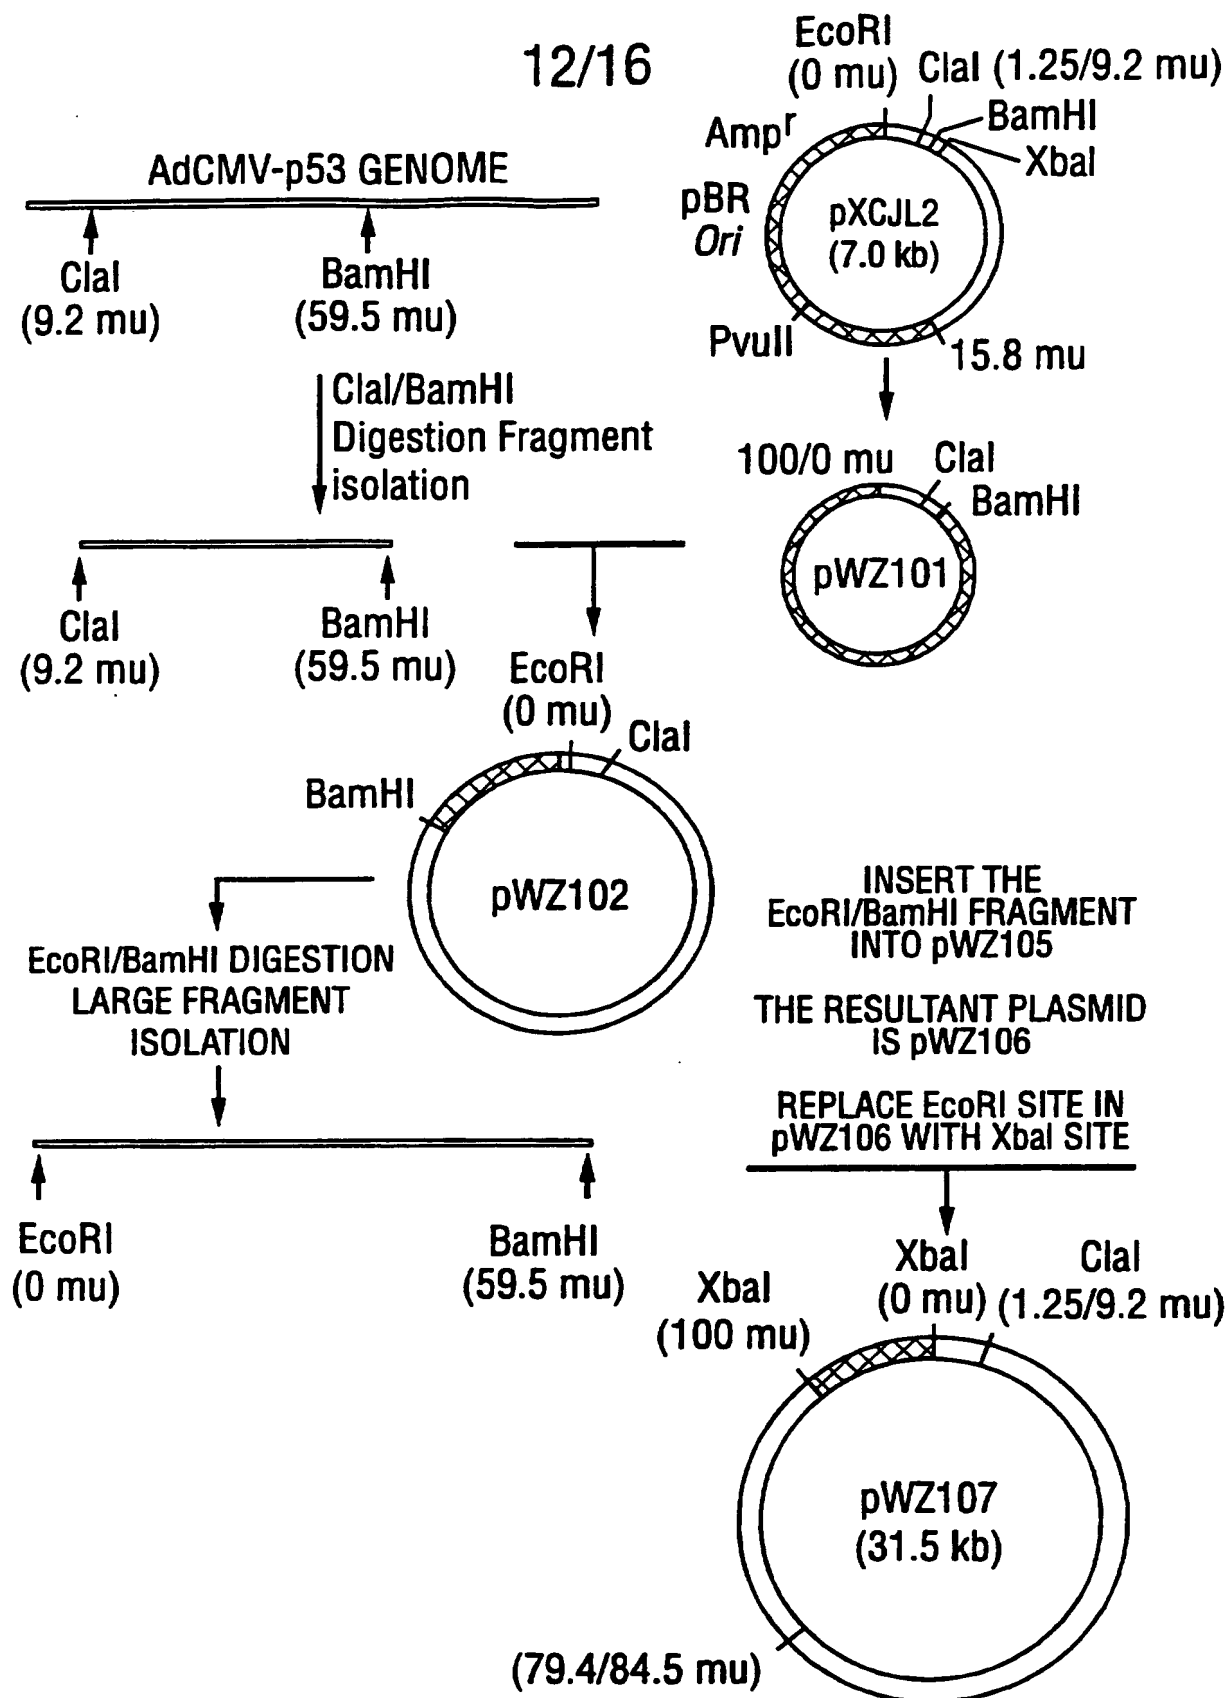 12/16
EcoRI
(0 mu)
ClaI (1.25/9.2 mu)
BamHI
XbaI
Ampr
pBR
Ori
pXCJL2
(7.0 kb)
PvuII
15.8 mu
AdCMV-p53 GENOME
ClaI
(9.2 mu)
BamHI
(59.5 mu)
ClaI/BamHI
Digestion Fragment
isolation
100/0 mu
ClaI
BamHI
pWZ101
ClaI
(9.2 mu)
BamHI
(59.5 mu)
EcoRI
(0 mu)
ClaI
BamHI
pWZ102
EcoRI/BamHI DIGESTION
LARGE FRAGMENT
ISOLATION
INSERT THE
EcoRI/BamHI FRAGMENT
INTO pWZ105
THE RESULTANT PLASMID
IS pWZ106
REPLACE EcoRI SITE IN
pWZ106 WITH XbaI SITE
EcoRI
(0 mu)
BamHI
(59.5 mu)
XbaI
(100 mu)
XbaI
(0 mu)
ClaI
(1.25/9.2 mu)
pWZ107
(31.5 kb)
(79.4/84.5 mu)